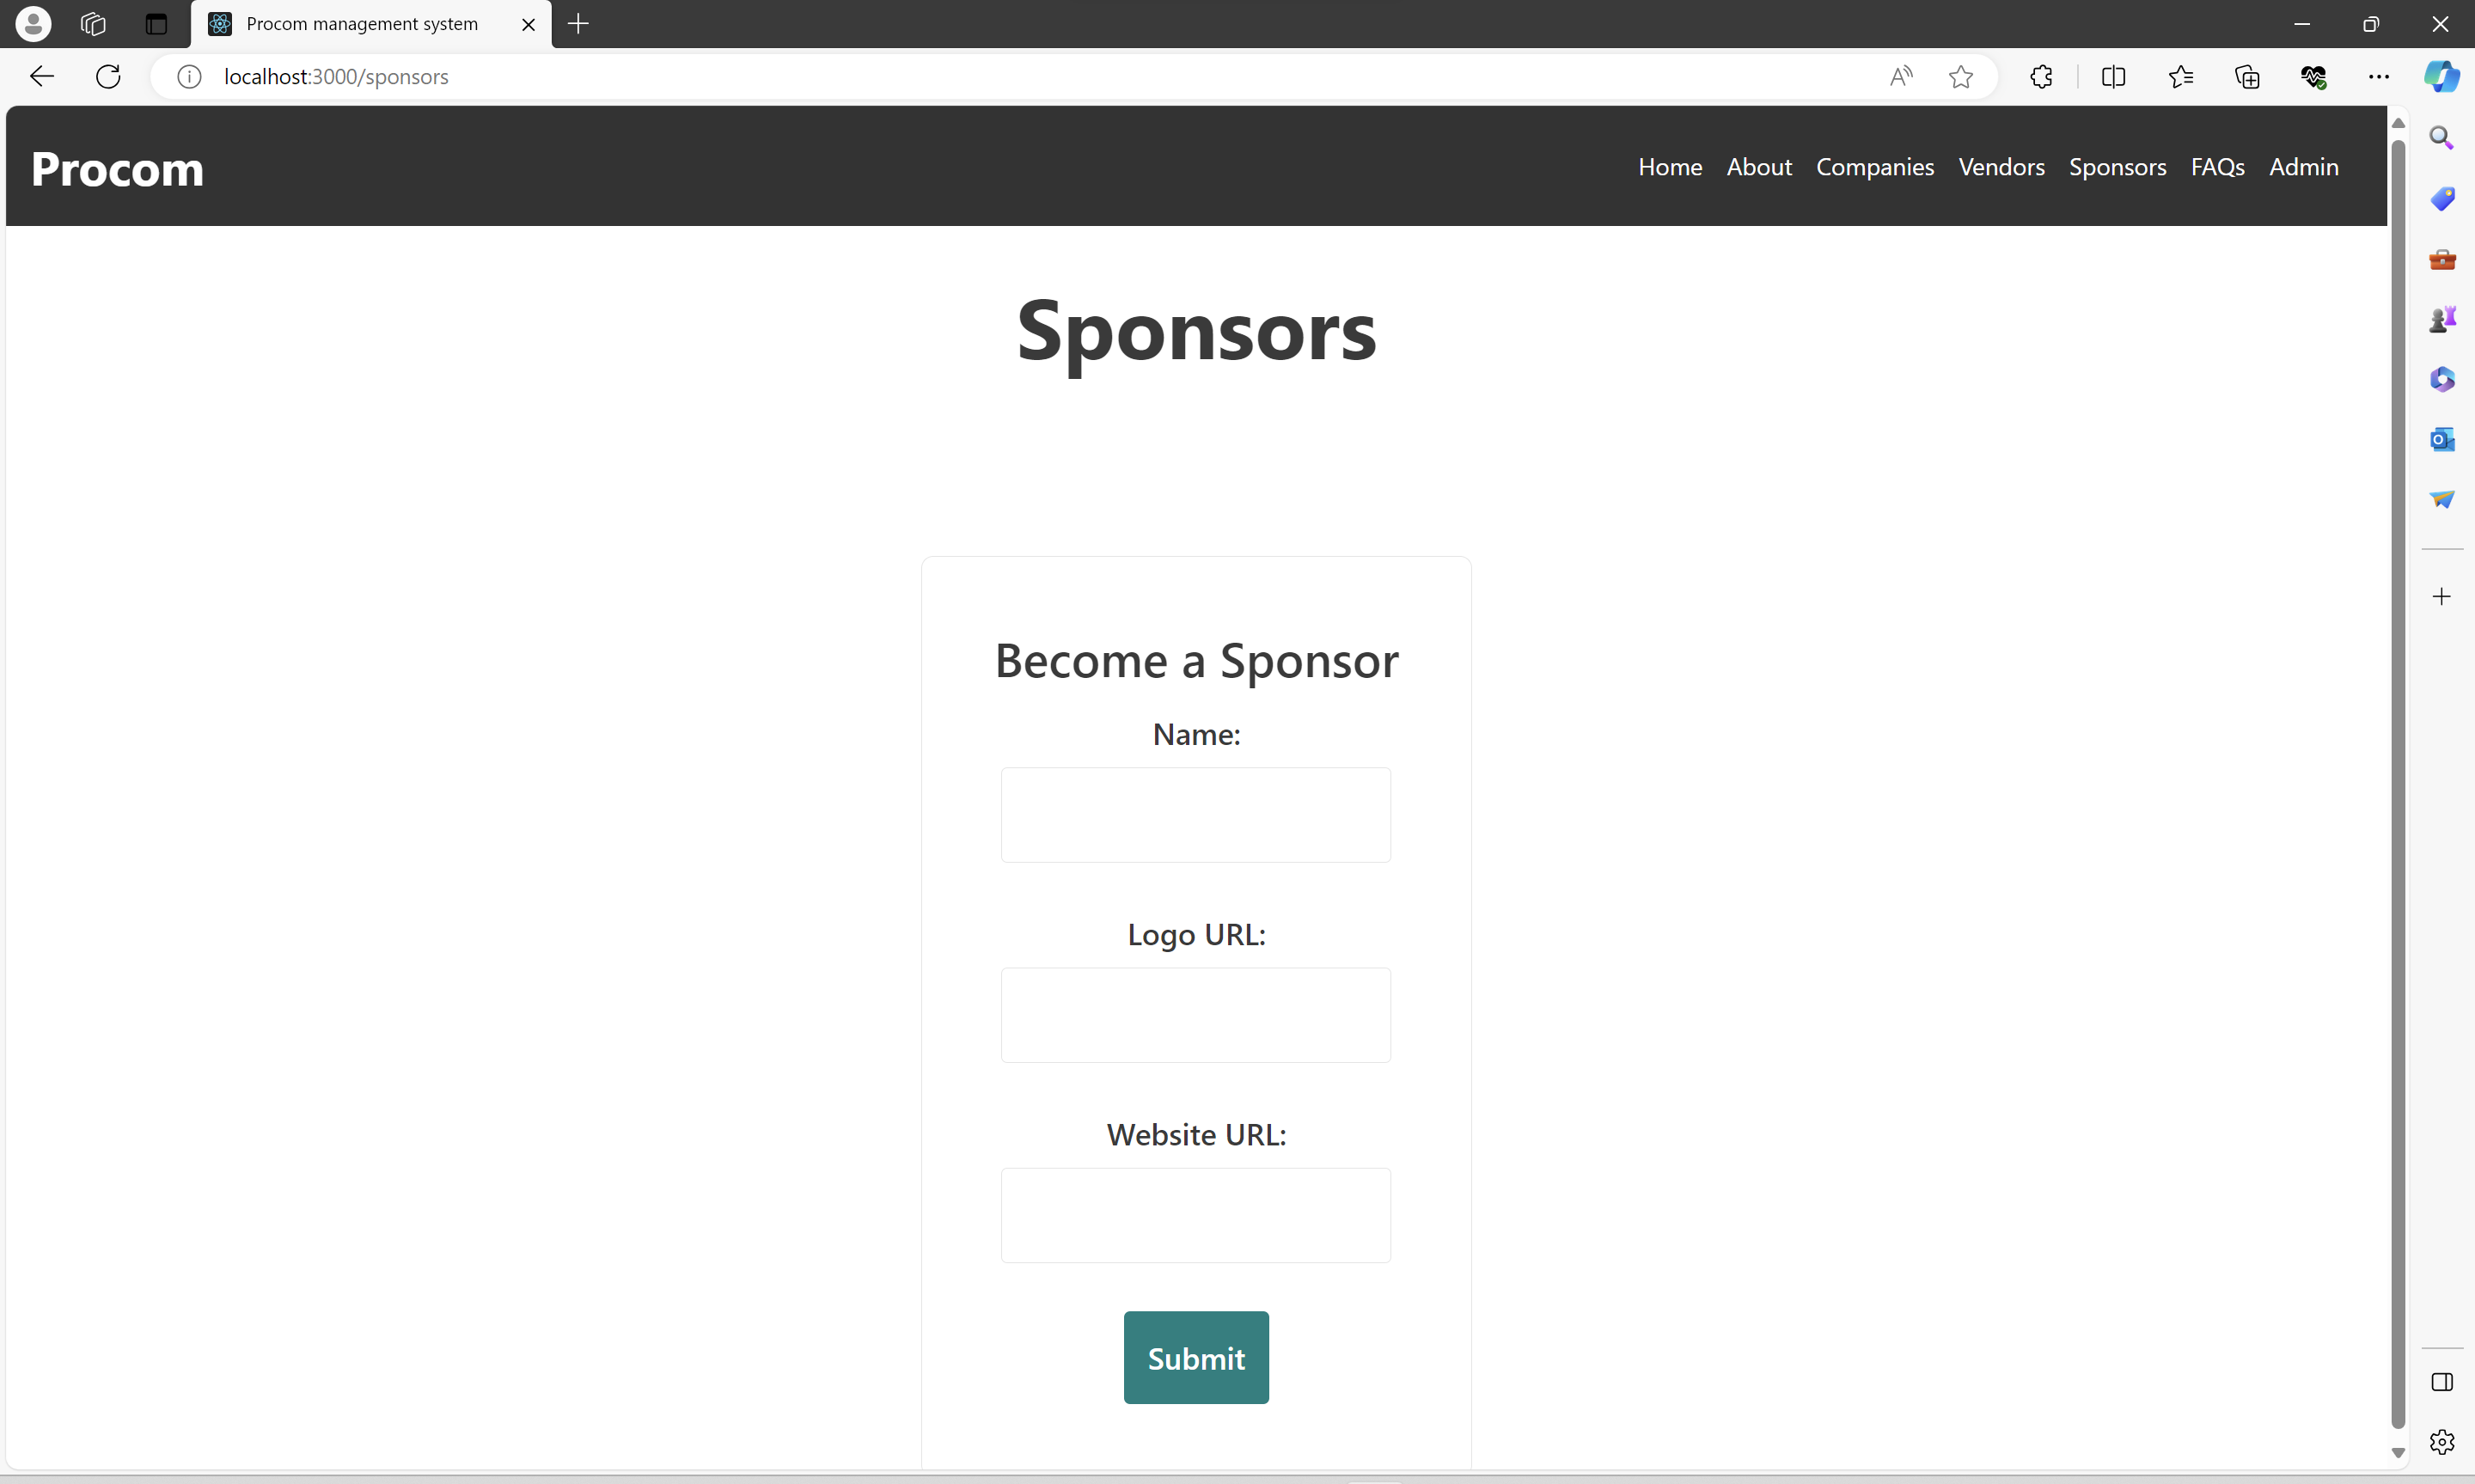 Procom management system
localhost:3000/sponsors
Procom
Home About Companies Vendors Sponsors FAQs Admin
Sponsors
Become a Sponsor
Name:
Logo URL:
Website URL:
Submit